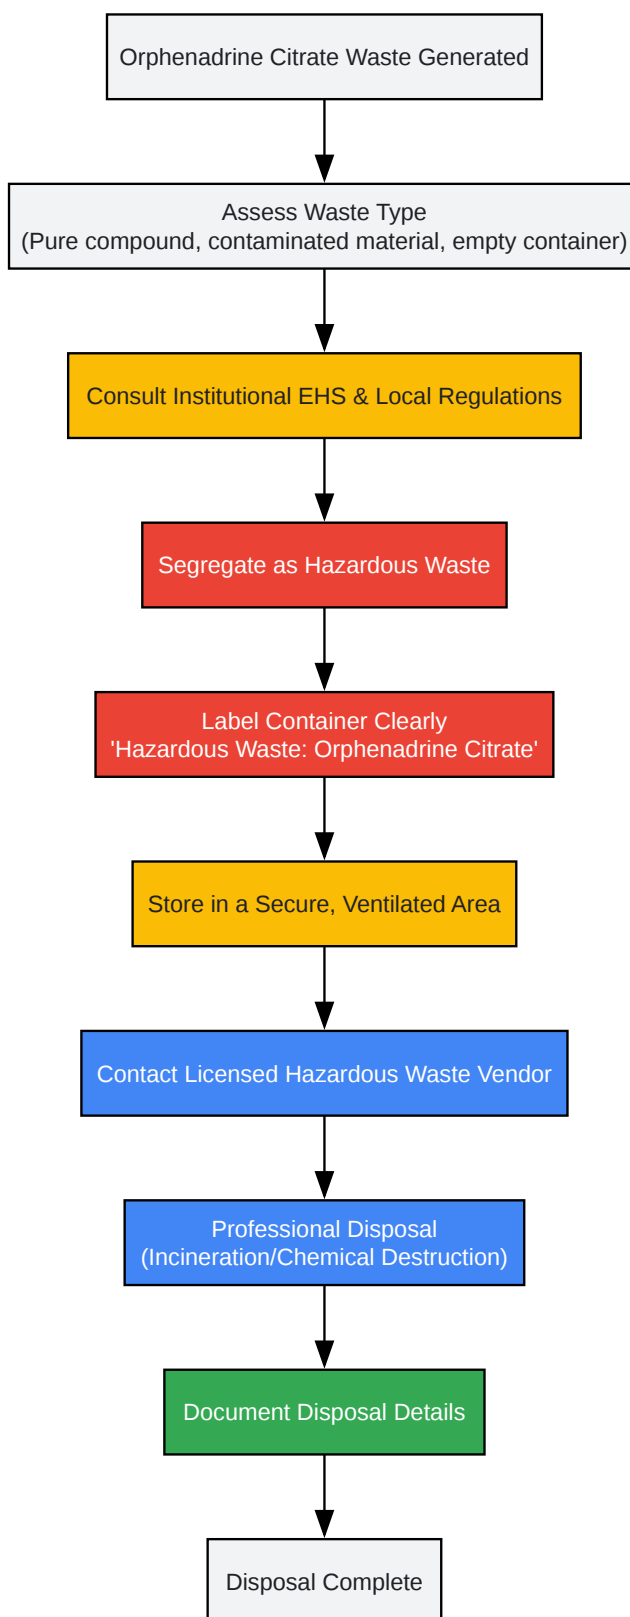 Orphenadrine Citrate Waste Generated
Assess Waste Type
(Pure compound, contaminated material, empty container)
Consult Institutional EHS & Local Regulations
Segregate as Hazardous Waste
Label Container Clearly
'Hazardous Waste: Orphenadrine Citrate'
Store in a Secure, Ventilated Area
Contact Licensed Hazardous Waste Vendor
Professional Disposal
(Incineration/Chemical Destruction)
Document Disposal Details
Disposal Complete